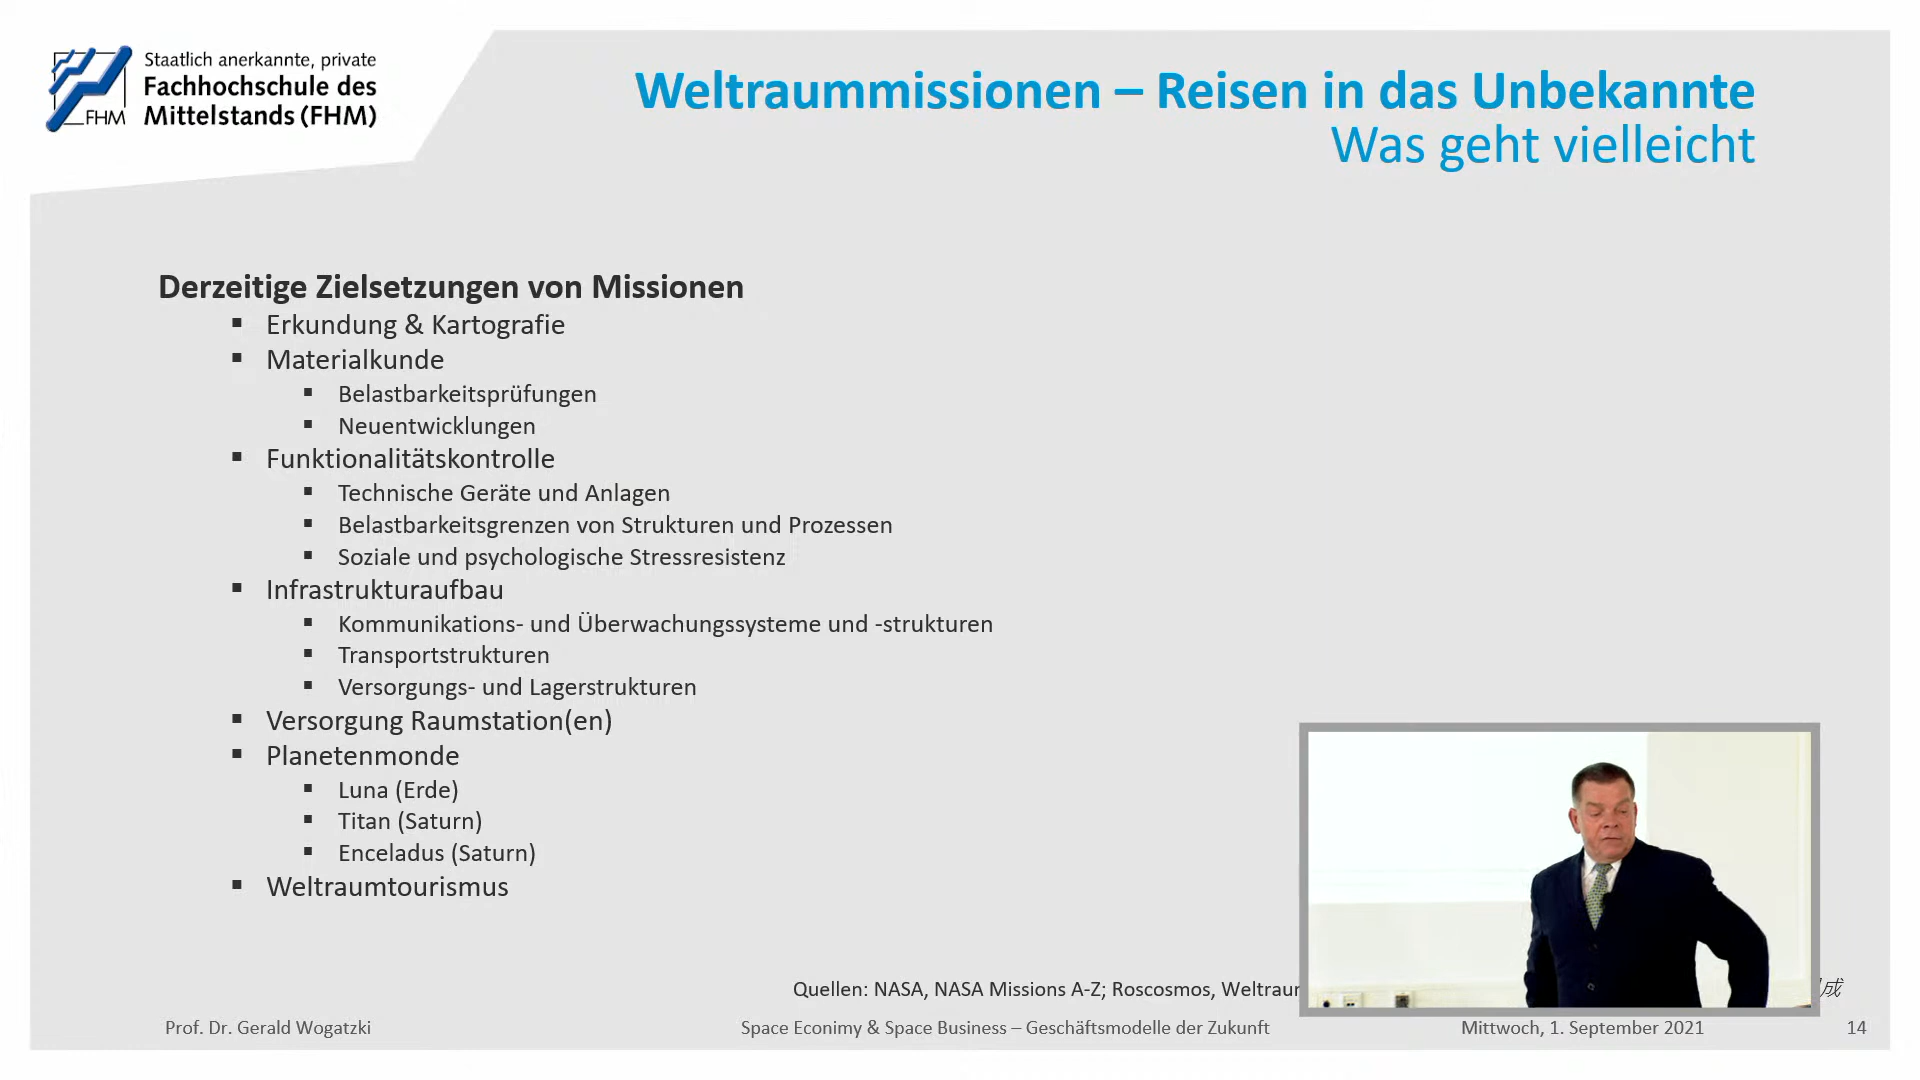 Staatlich anerkannte, private
Fachhochschule des
Mittelstands (FHM)
FHM
Weltraummissionen – Reisen in das Unbekannte
Was geht vielleicht
Derzeitige Zielsetzungen von Missionen
▪ Erkundung & Kartografie
▪ Materialkunde
▪ Belastbarkeitsprüfungen
▪ Neuentwicklungen
▪ Funktionalitätskontrolle
▪ Technische Geräte und Anlagen
▪ Belastbarkeitsgrenzen von Strukturen und Prozessen
▪ Soziale und psychologische Stressresistenz
▪ Infrastrukturaufbau
▪ Kommunikations- und Überwachungssysteme und -strukturen
▪ Transportstrukturen
▪ Versorgungs- und Lagerstrukturen
▪ Versorgung Raumstation(en)
▪ Planetenmonde
▪ Luna (Erde)
▪ Titan (Saturn)
▪ Enceladus (Saturn)
▪ Weltraumtourismus
Quellen: NASA, NASA Missions A-Z; Roscosmos, 成
Prof. Dr. Gerald Wogatzki
Space Econimy & Space Business – Geschäftsmodelle der Zukunft
Mittwoch, 1. September 2021
14